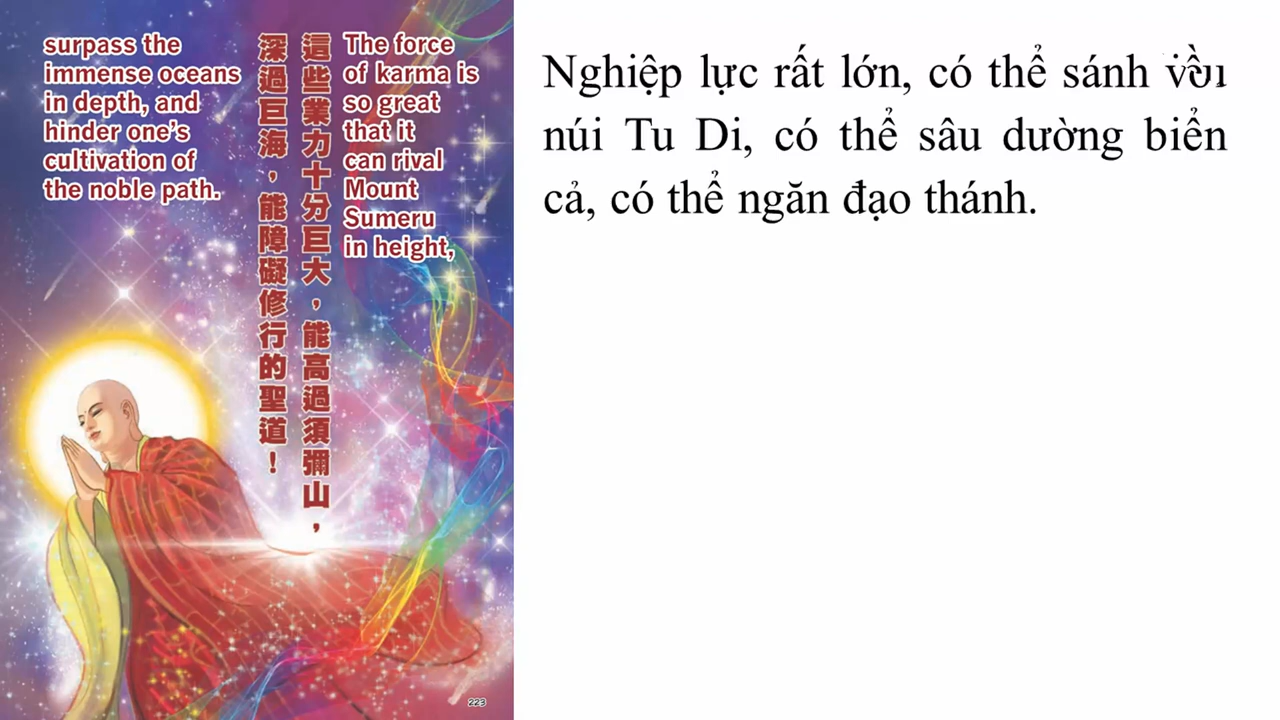 The force
of karma is
so great
that it
can rival
Mount
Sumeru
in height,
這些業力十分巨大，能高過須彌山，
深過巨海，能障礙修行的聖道！
surpass the
immense oceans
in depth, and
hinder one's
cultivation of
the noble path.
223
Nghiệp lực rất lớn, có thể sánh
núi Tu Di, có thể sâu dường biển
cả, có thể ngăn đạo thánh.